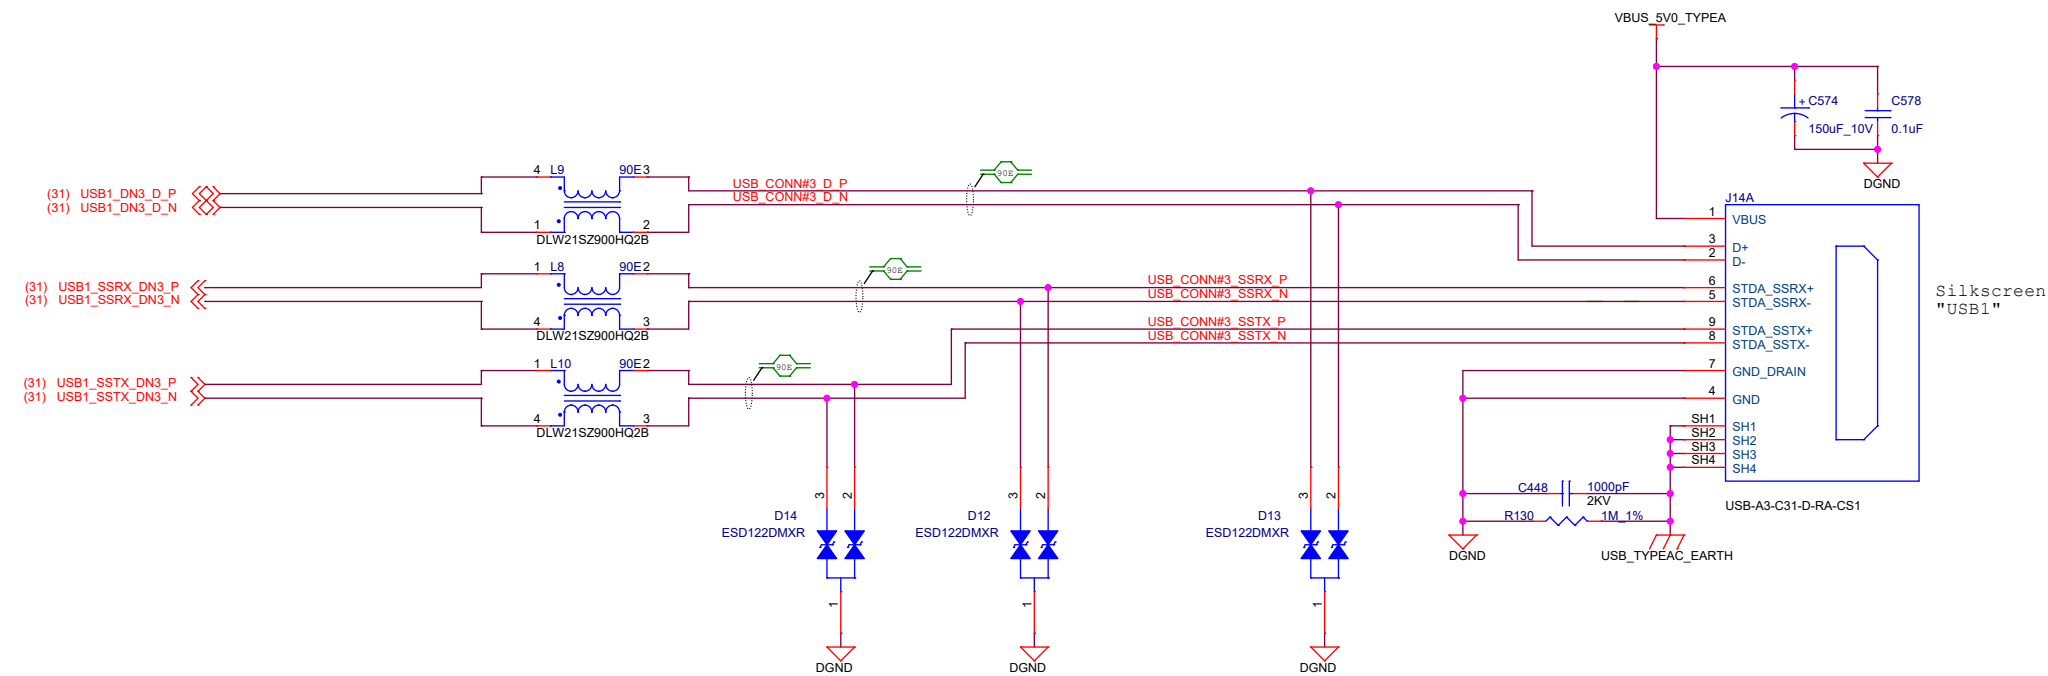 VBUS_5V0_TYPEA
+ C574
C578
150uF_10V
0.1uF
DGND
4 L9 90E 3
(31) USB1_DN3_D_P
(31) USB1_DN3_D_N
USB_CONN#3_D_P
USB_CONN#3_D_N
90E
1 2
DLW21SZ900HQ2B
1 L8 90E 2
(31) USB1_SSRX_DN3_P
(31) USB1_SSRX_DN3_N
90E
USB_CONN#3_SSRX_P
USB_CONN#3_SSRX_N
4 3
DLW21SZ900HQ2B
USB_CONN#3_SSTX_P
USB_CONN#3_SSTX_N
1 L10 90E 2
(31) USB1_SSTX_DN3_P
(31) USB1_SSTX_DN3_N
90E
4 3
DLW21SZ900HQ2B
J14A
1 VBUS
3 D+
2 D-
6 STDA_SSRX+
5 STDA_SSRX-
9 STDA_SSTX+
8 STDA_SSTX-
7 GND_DRAIN
4 GND
SH1 SH1
SH2 SH2
SH3 SH3
SH4 SH4
USB-A3-C31-D-RA-CS1
Silkscreen
"USB1"
C448 1000pF
2KV
R130 1M_1%
DGND
USB_TYPEAC_EARTH
3 2
D14
ESD122DMXR
1
DGND
3 2
D12
ESD122DMXR
1
DGND
3 2
D13
ESD122DMXR
1
DGND